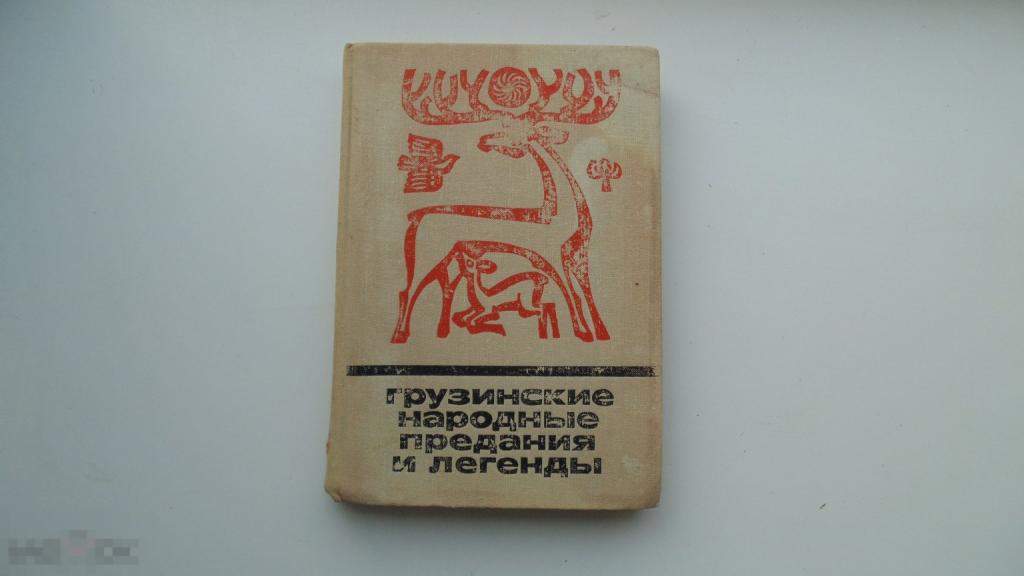 грузинские
народные
предания
и легенды